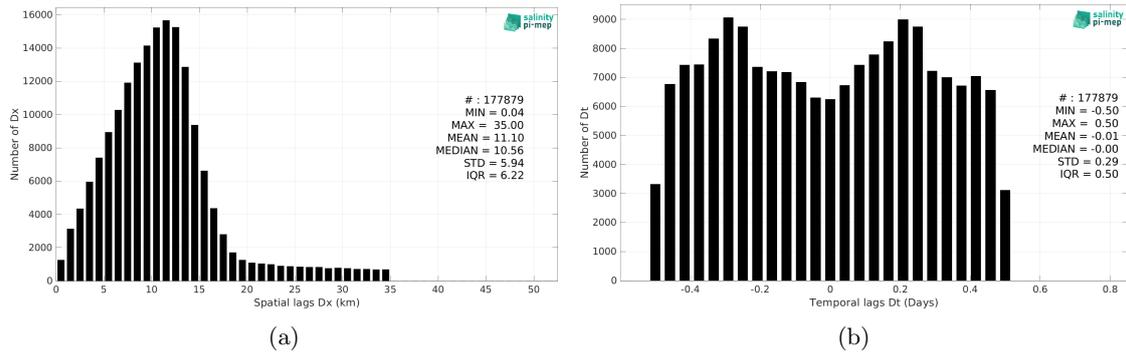 16000
14000
12000
10000
8000
6000
4000
2000
0
Number of Dx
salinity
pi-mep
# : 177879
MIN = 0.04
MAX = 35.00
MEAN = 11.10
MEDIAN = 10.56
STD = 5.94
IQR = 6.22
0 5 10 15 20 25 30 35 40 45 50
Spatial lags Dx (km)
(a)
9000
8000
7000
6000
5000
4000
3000
2000
1000
0
Number of Dt
salinity
pi-mep
# : 177879
MIN = -0.50
MAX = 0.50
MEAN = -0.01
MEDIAN = -0.00
STD = 0.29
IQR = 0.50
-0.4 -0.2 0 0.2 0.4 0.6 0.8
Temporal lags Dt (Days)
(b)